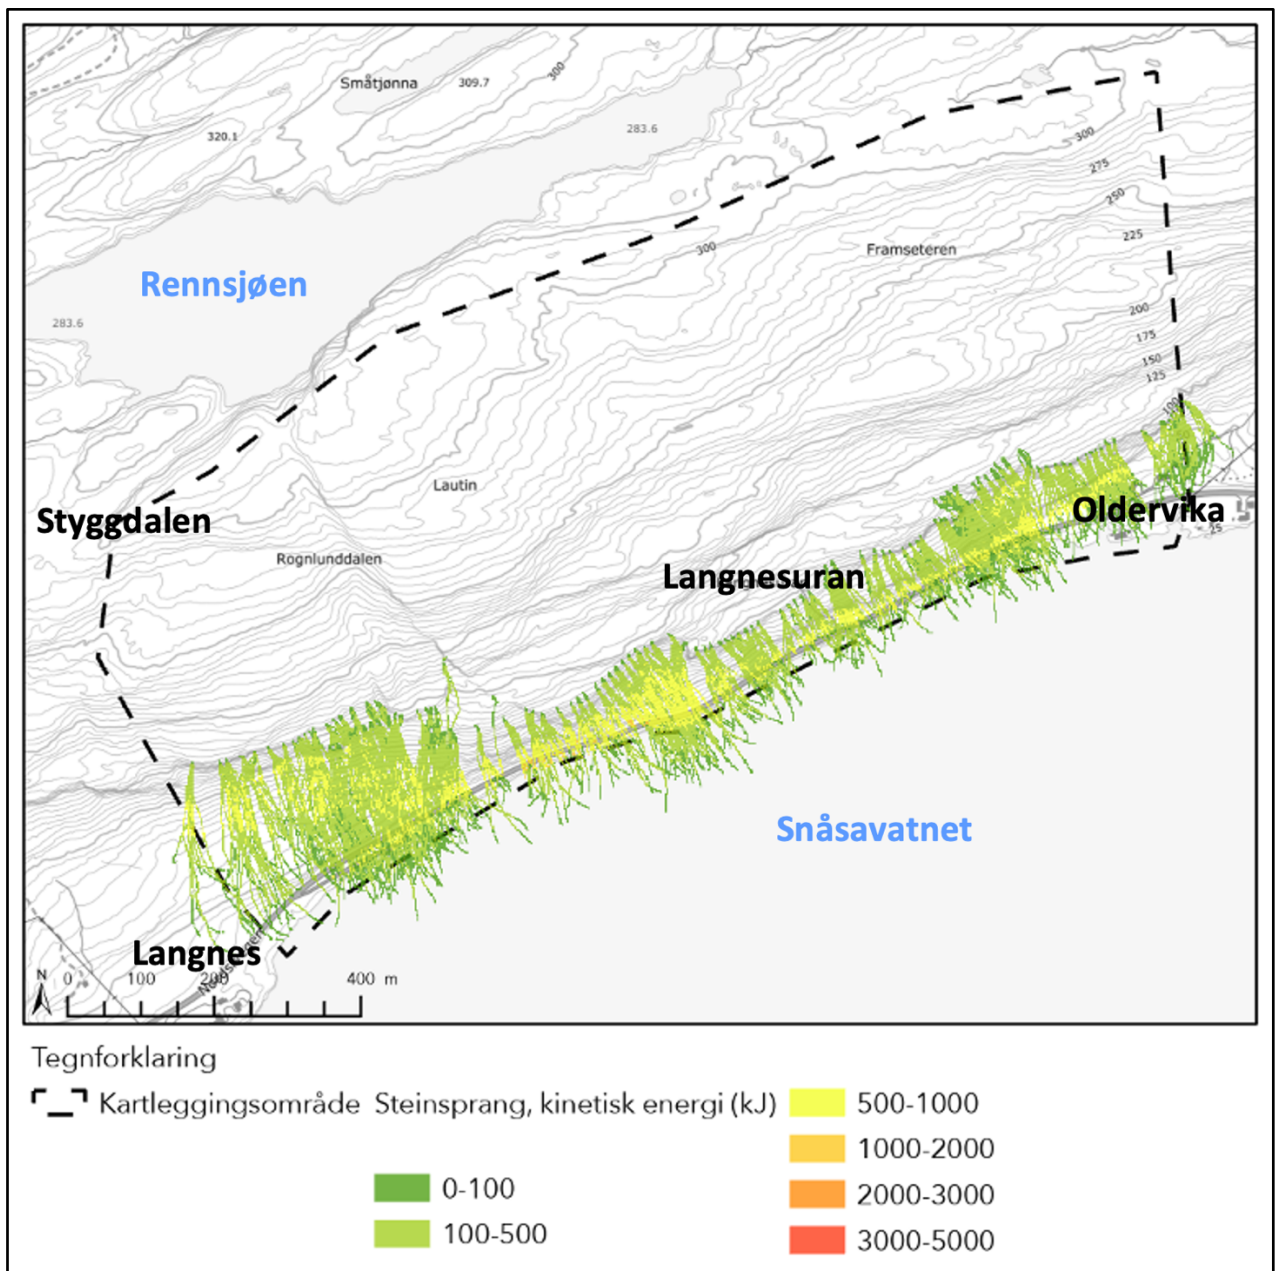 Småtjønna
309.7
300
320.1
283.6
300
275
250
Framseteren
225
300
Rennsjøen
283.6
200
175
150
125
100
Lautin
Styggdalen
Oldervika
25
Rognlunddalen
Langnesuran
Snåsavatnet
Langnes
N 0 100 200 400 m
Tegnforklaring
Kartleggingsområde Steinsprang, kinetisk energi (kJ)
500-1000
1000-2000
0-100
2000-3000
100-500
3000-5000